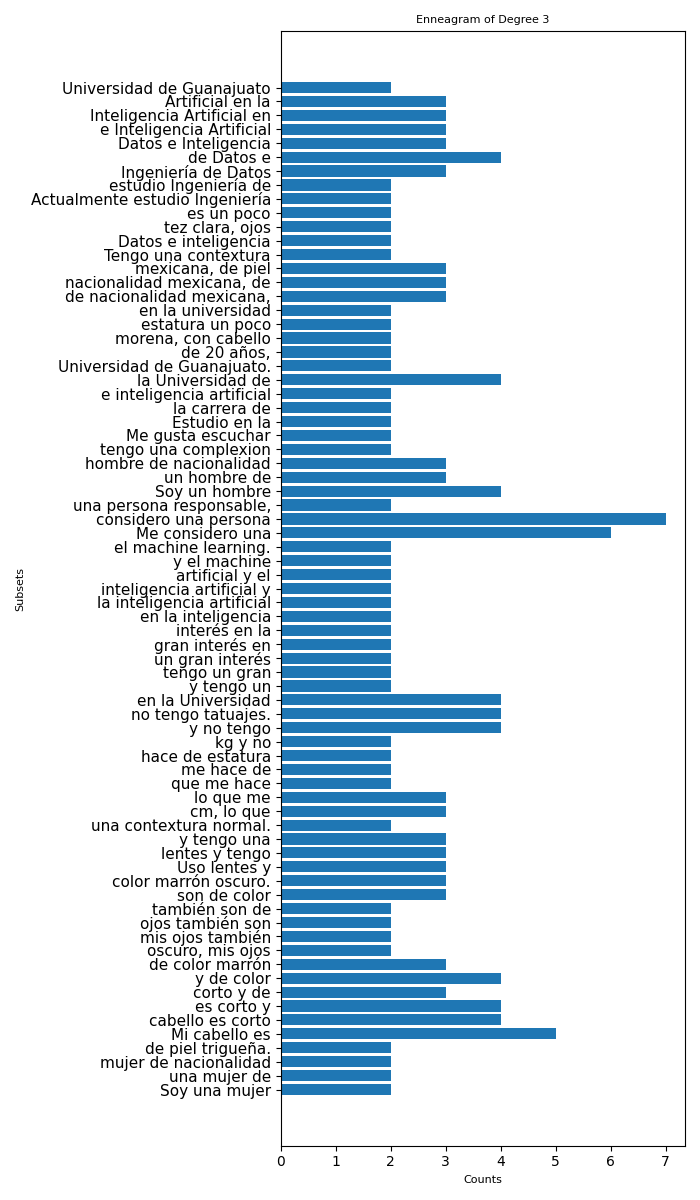 Enneagram of Degree 3
Universidad de Guanajuato
Artificial en la
Inteligencia Artificial en
e Inteligencia Artificial
Datos e Inteligencia
de Datos e
Ingeniería de Datos
estudio Ingeniería de
Actualmente estudio Ingeniería
es un poco
tez clara, ojos
Datos e inteligencia
Tengo una contextura
mexicana, de piel
nacionalidad mexicana, de
de nacionalidad mexicana,
en la universidad
estatura un poco
morena, con cabello
de 20 años,
Universidad de Guanajuato.
la Universidad de
e inteligencia artificial
la carrera de
Estudio en la
Me gusta escuchar
tengo una complexion
hombre de nacionalidad
un hombre de
Soy un hombre
una persona responsable,
considero una persona
Me considero una
el machine learning.
y el machine
artificial y el
inteligencia artificial y
la inteligencia artificial
en la inteligencia
interés en la
gran interés en
un gran interés
tengo un gran
y tengo un
en la Universidad
no tengo tatuajes.
y no tengo
kg y no
hace de estatura
me hace de
que me hace
lo que me
cm, lo que
una contextura normal.
y tengo una
lentes y tengo
Uso lentes y
color marrón oscuro.
son de color
también son de
ojos también son
mis ojos también
oscuro, mis ojos
de color marrón
y de color
corto y de
es corto y
cabello es corto
Mi cabello es
de piel trigueña.
mujer de nacionalidad
una mujer de
Soy una mujer
Subsets
0 1 2 3 4 5 6 7
Counts